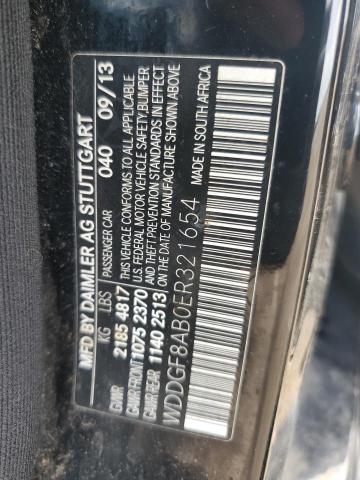 MFD BY DAIMLER AG STUTTGART
KG LBS PASSENGER CAR 040 09/13
GVWR 2185 4817 VEHICLE CONFORMS TO ALL APPLICABLE
GAWR FRONT 1075 2370 U.S. FEDERAL MOTOR VEHICLE SAFETY, BUMPER
GAWR REAR 1140 2513 AND THEFT PREVENTION STANDARDS IN EFFECT
ON THE DATE OF MANUFACTURE SHOWN ABOVE
WDDGF8AB0ER321654 MADE IN SOUTH AFRICA